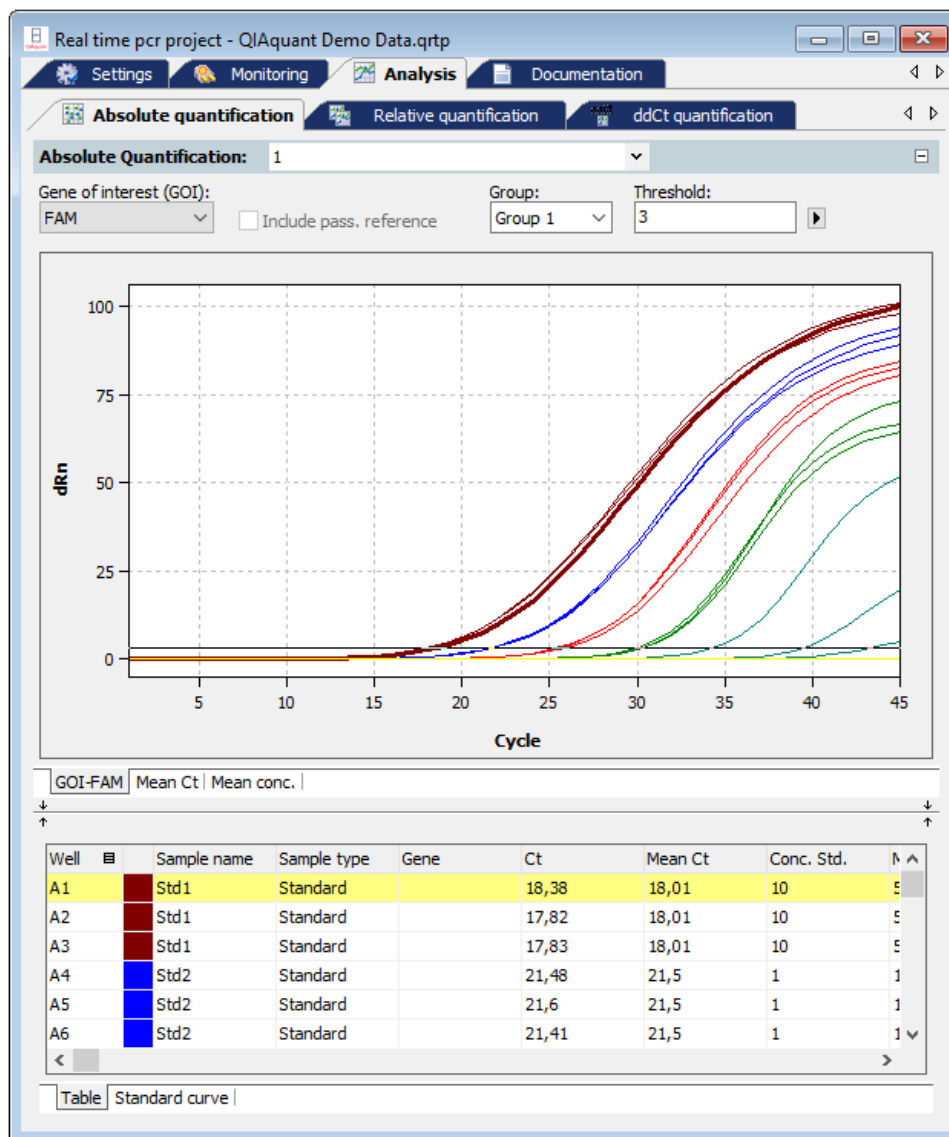 Real time pcr project - QIAquant Demo Data.qrtp
Settings Monitoring Analysis Documentation
Absolute quantification Relative quantification ddCt quantification
Absolute Quantification: 1
Gene of interest (GOI): Group: Threshold:
FAM Include pass. reference Group 1 3
100
75
50
25
0
dRn
5 10 15 20 25 30 35 40 45
Cycle
GOI-FAM Mean Ct Mean conc.
Well Sample name Sample type Gene Ct Mean Ct Conc. Std.
A1 Std1 Standard 18,38 18,01 10 5
A2 Std1 Standard 17,82 18,01 10 5
A3 Std1 Standard 17,83 18,01 10 5
A4 Std2 Standard 21,48 21,5 1 1
A5 Std2 Standard 21,6 21,5 1 1
A6 Std2 Standard 21,41 21,5 1 1
Table Standard curve